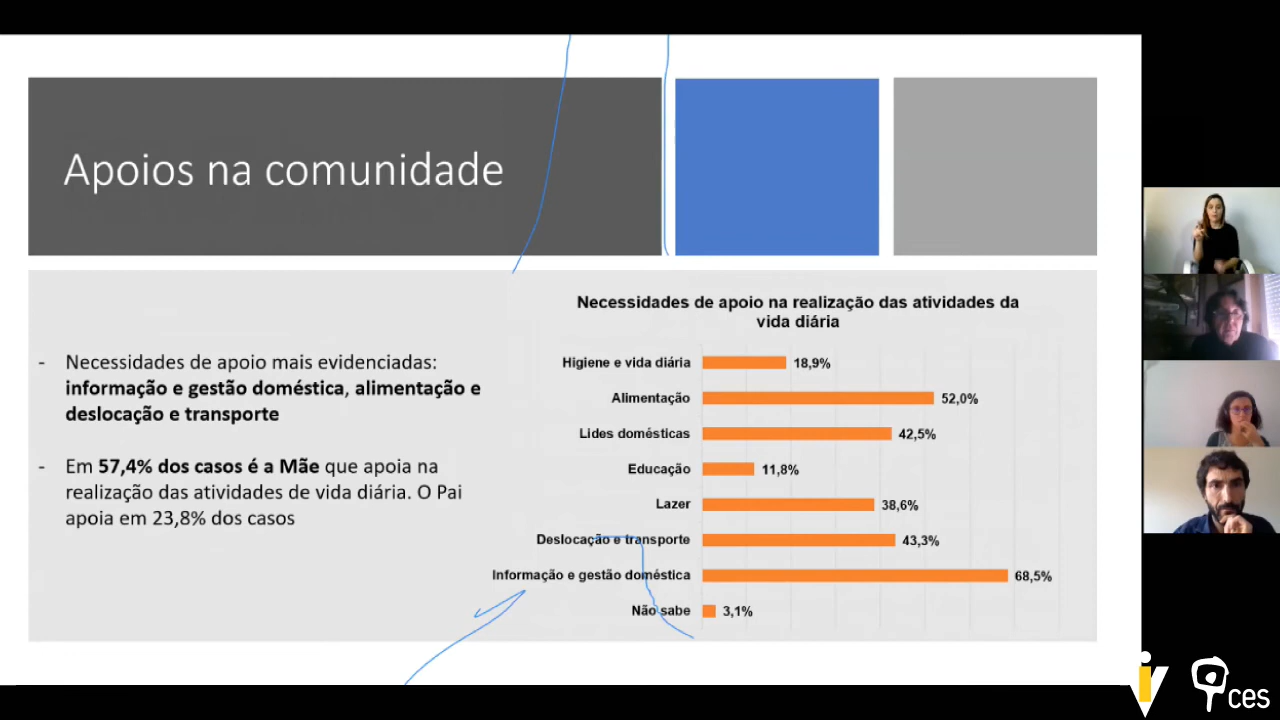 Apoios na comunidade
- Necessidades de apoio mais evidenciadas:
informação e gestão doméstica, alimentação e
deslocação e transporte
- Em 57,4% dos casos é a Mãe que apoia na
realização das atividades de vida diária. O Pai
apoia em 23,8% dos casos
Necessidades de apoio na realização das atividades da
vida diária
Higiene e vida diária 18,9%
Alimentação 52,0%
Lides domésticas 42,5%
Educação 11,8%
Lazer 38,6%
Deslocação e transporte 43,3%
Informação e gestão doméstica 68,5%
Não sabe 3,1%
iv
ces